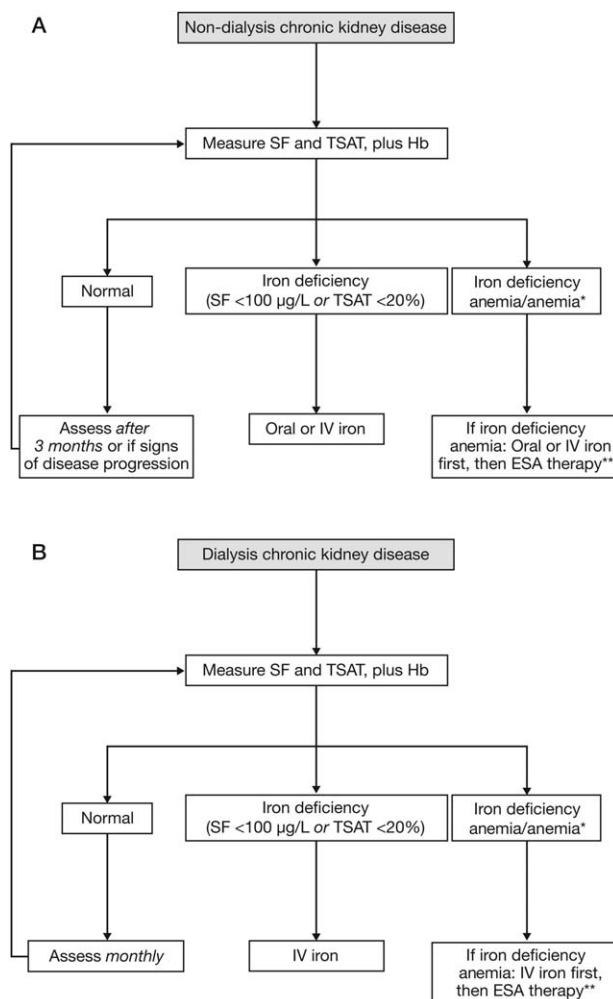 A
Non-dialysis chronic kidney disease
Measure SF and TSAT, plus Hb
Normal
Iron deficiency
(SF <100 µg/L or TSAT <20%)
Iron deficiency
anemia/anemia*
Assess after
3 months or if signs
of disease progression
Oral or IV iron
If iron deficiency
anemia: Oral or IV iron
first, then ESA therapy**
B
Dialysis chronic kidney disease
Measure SF and TSAT, plus Hb
Normal
Iron deficiency
(SF <100 µg/L or TSAT <20%)
Iron deficiency
anemia/anemia*
Assess monthly
IV iron
If iron deficiency
anemia: IV iron first,
then ESA therapy**